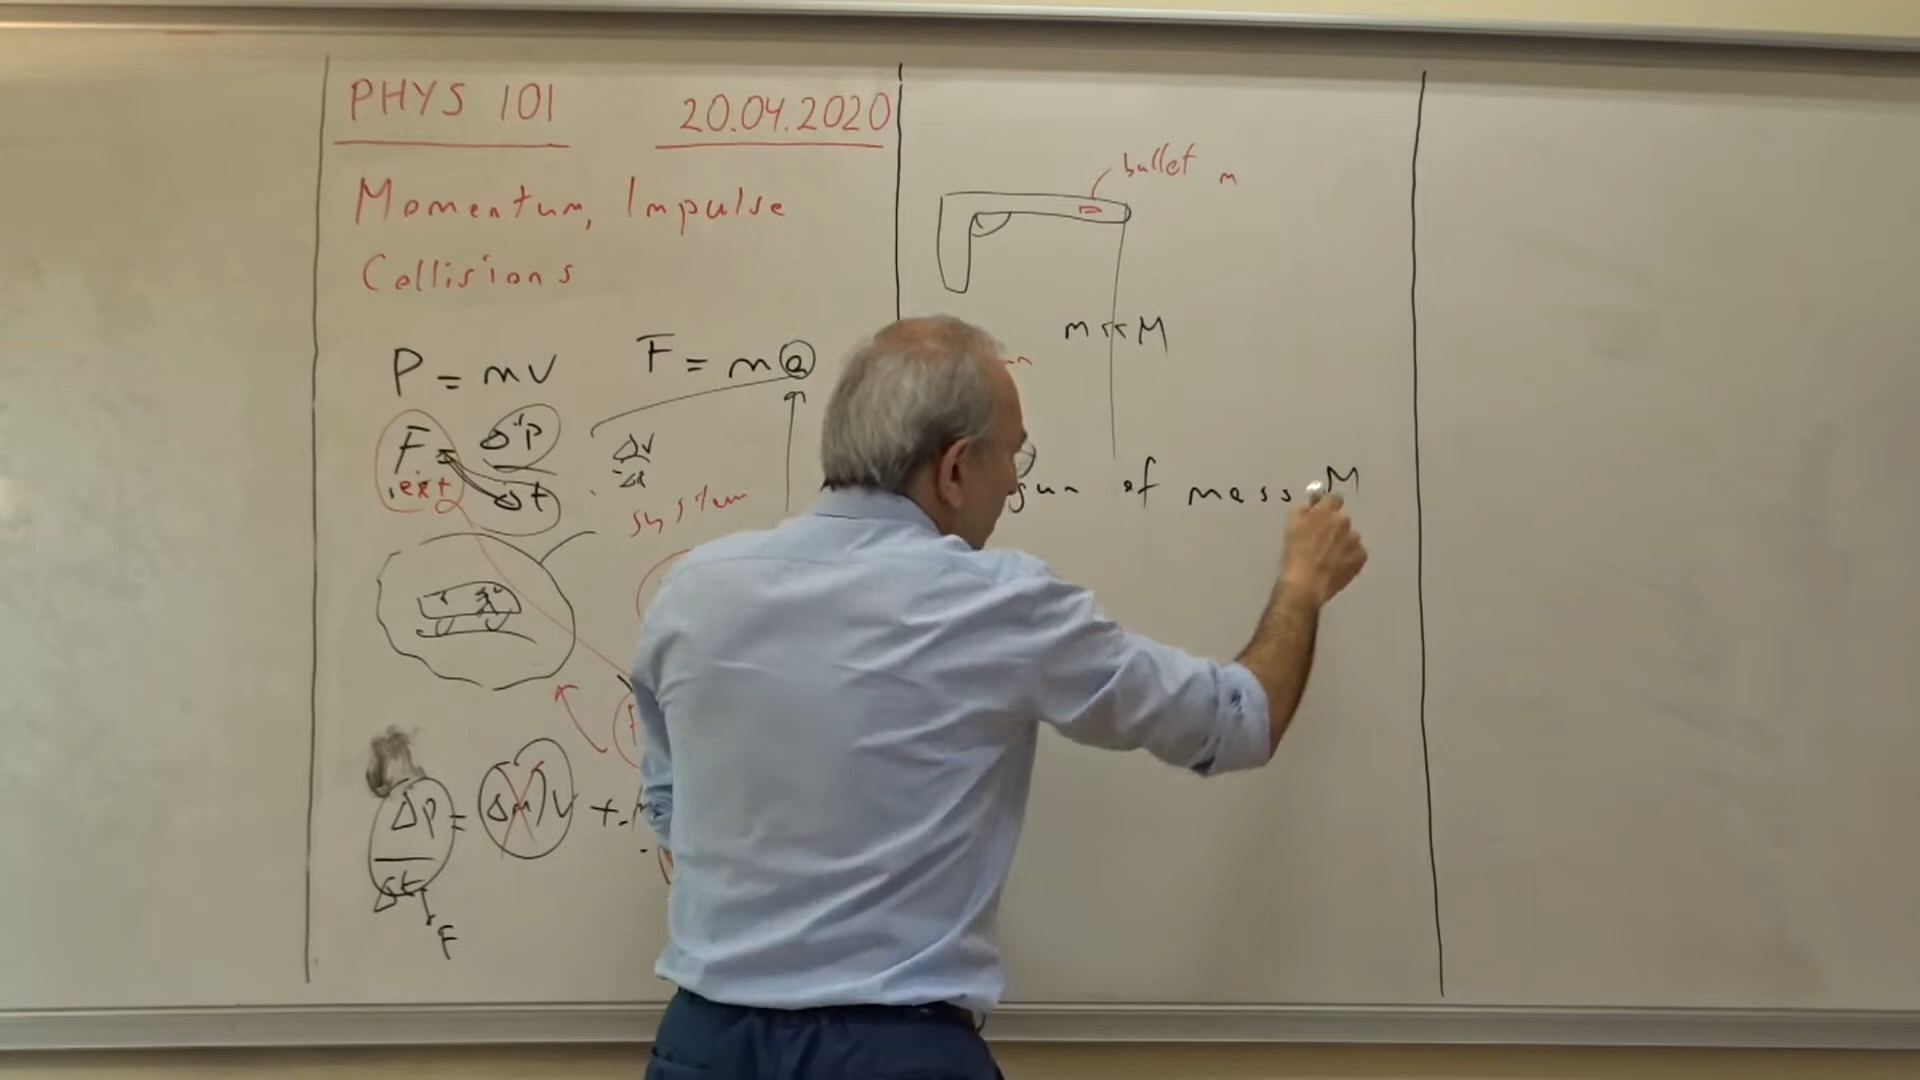 PHYS 101 20.04.2020
Momentum, Impulse
Collisions
P = mv F = ma
F ext = ΔP / Δt
ΔV
system
ΔP / Δt = (Δm)V +
F
bullet m
m << M
gun of mass M